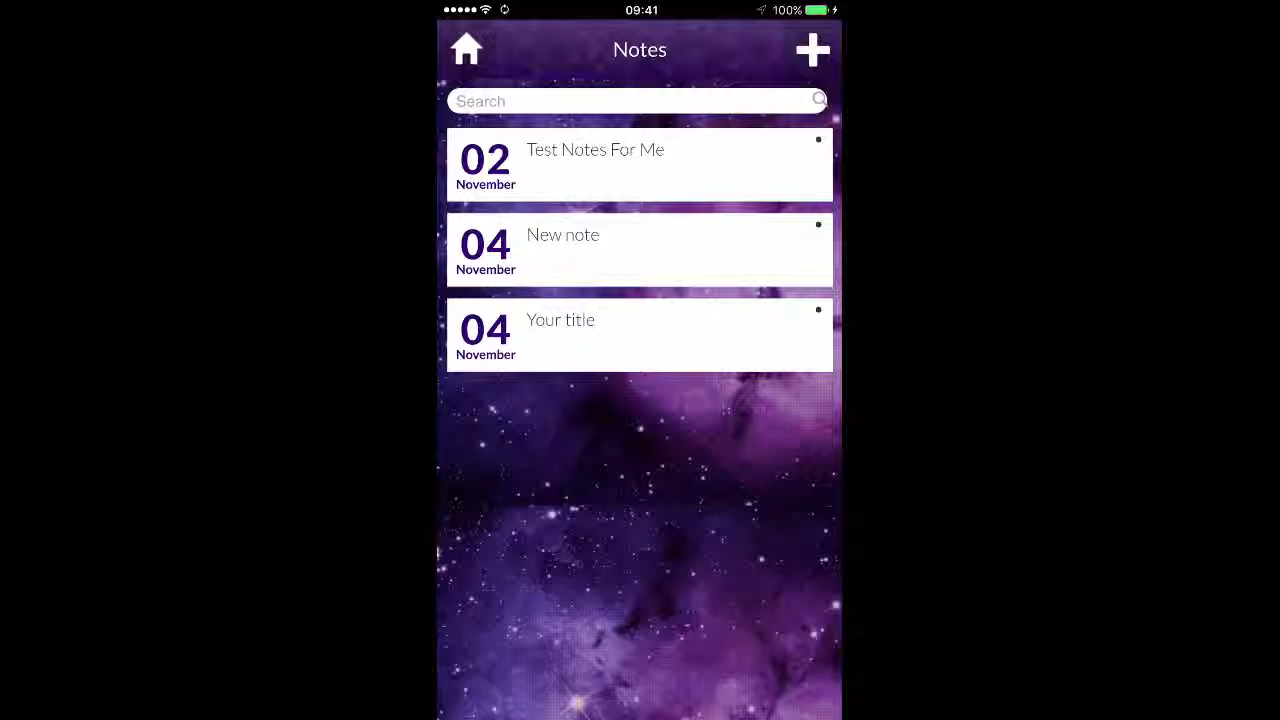 09:41
100%
Notes
Search
02
November
Test Notes For Me
04
November
New note
04
November
Your title